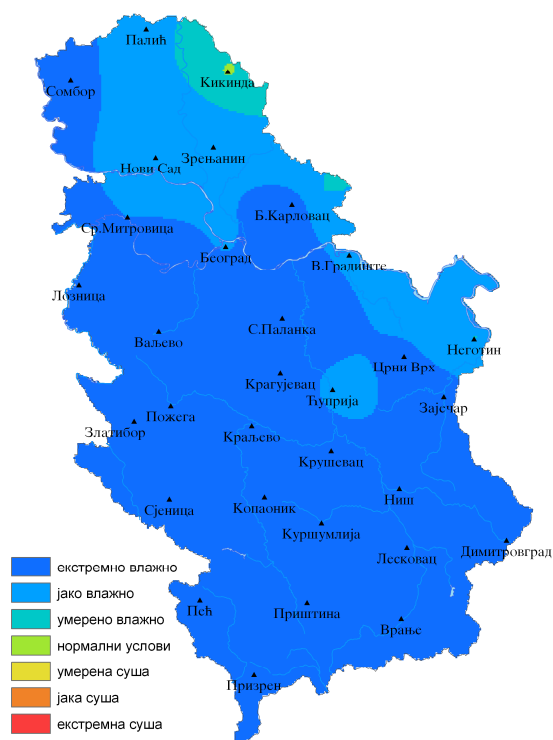 Палић
Кикинда
Сомбор
Зрењанин
Нови Сад
Б.Карловац
Ср.Митровица
Београд
В.Градиште
Лозница
С.Паланка
Ваљево
Неготин
Црни Врх
Крагујевац
Ћуприја
Зајечар
Пожега
Златибор
Краљево
Крушевац
Ниш
Сјеница
Копаоник
Куршумлија
Лесковац
Димитровград
Пећ
Приштина
Врање
Призрен
екстремно влажно
јако влажно
умерено влажно
нормални услови
умерена суша
јака суша
екстремна суша